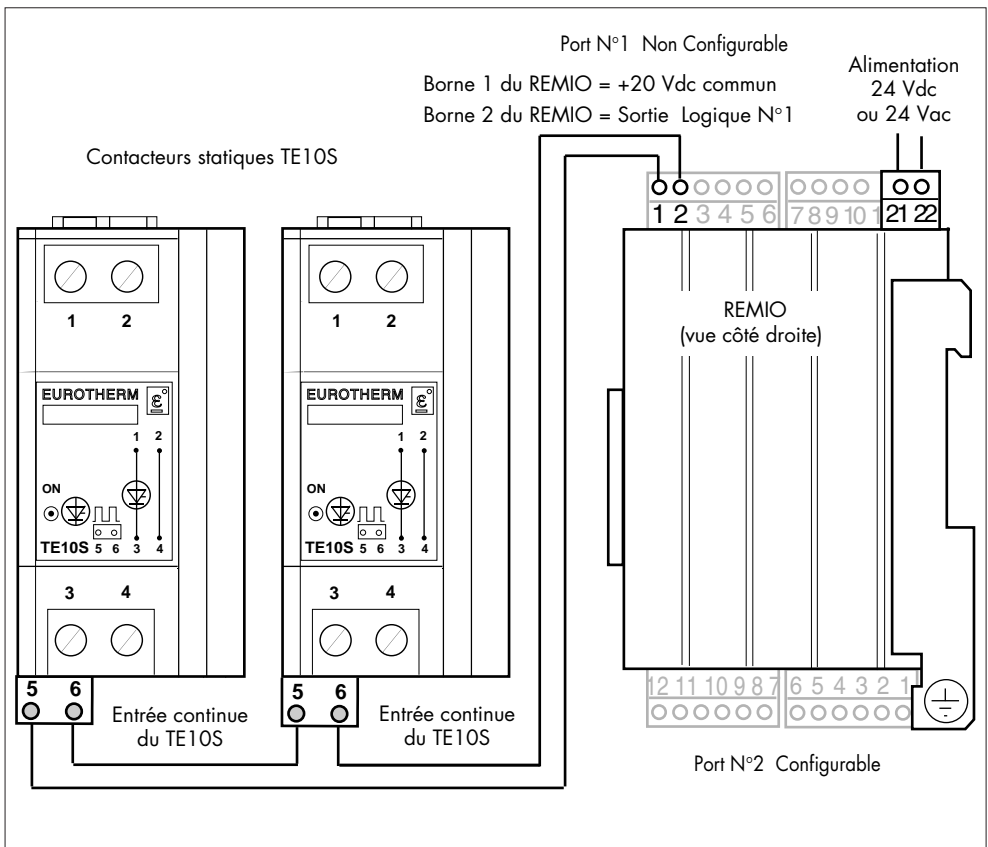 Port N°1 Non Configurable
Borne 1 du REMIO = +20 Vdc commun
Borne 2 du REMIO = Sortie Logique N°1
Alimentation
24 Vdc
ou 24 Vac
Contacteurs statiques TE10S
1 2 3 4 5 6 7 8 9 10 1 21 22
1 2
1 2
REMIO
(vue côté droite)
EUROTHERM ε°
1 2
ON
TE10S 5 6 3 4
EUROTHERM ε°
1 2
ON
TE10S 5 6 3 4
3 4
3 4
5 6
5 6
12 11 10 9 8 7 6 5 4 3 2 1
Entrée continue
du TE10S
Entrée continue
du TE10S
Port N°2 Configurable